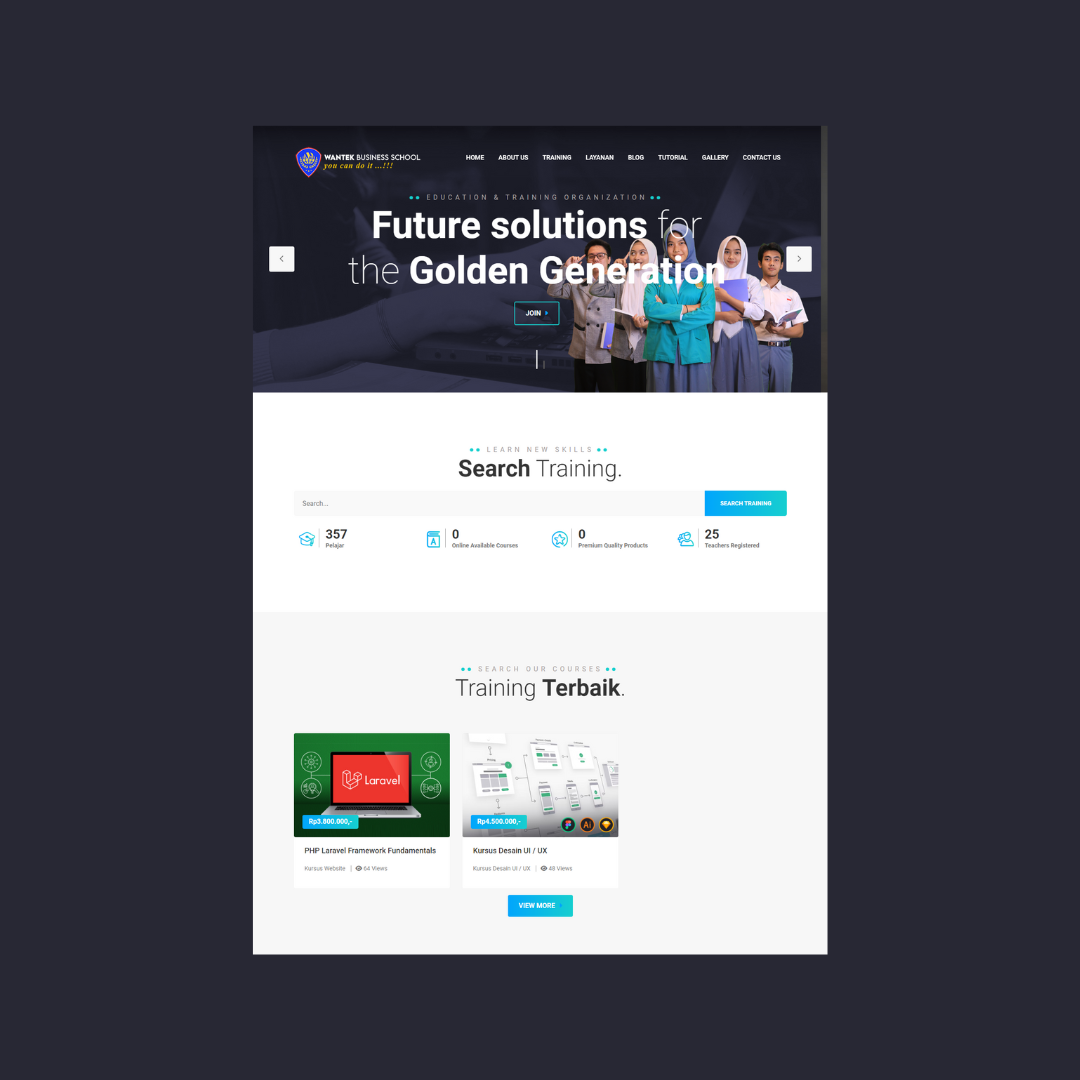 WANTEK BUSINESS SCHOOL
you can do it ...!!!
HOME ABOUT US TRAINING LAYANAN BLOG TUTORIAL GALLERY CONTACT US
EDUCATION & TRAINING ORGANIZATION
Future solutions for
the Golden Generation
JOIN
LEARN NEW SKILLS
Search Training.
Search...
SEARCH TRAINING
357
Pelajar
0
Online Available Courses
0
Premium Quality Products
25
Teachers Registered
SEARCH OUR COURSES
Training Terbaik.
Laravel
Rp3.800.000,-
PHP Laravel Framework Fundamentals
Kursus Website | 64 Views
Rp4.500.000,-
Ai
Kursus Desain UI / UX
Kursus Desain UI / UX | 48 Views
VIEW MORE